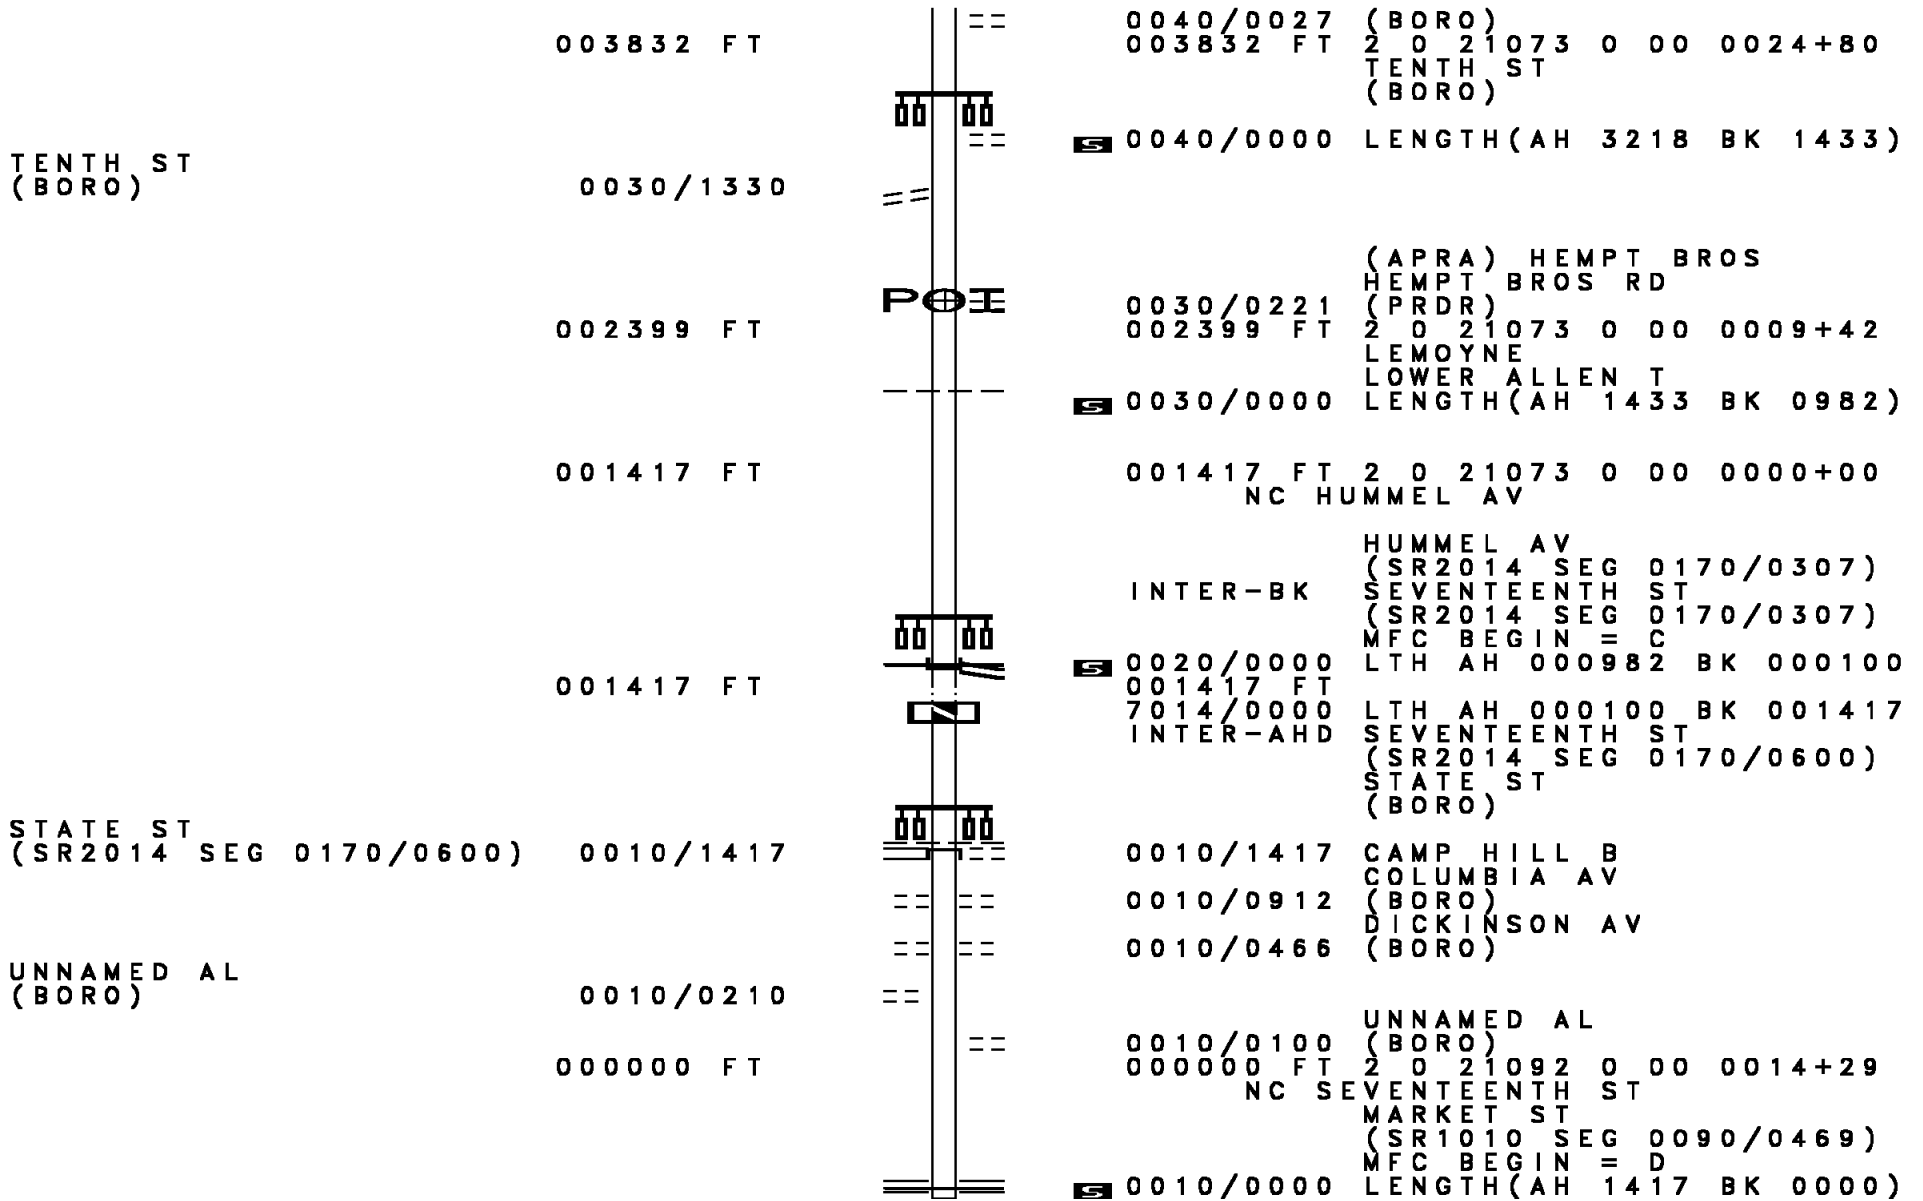 0040/0027 (BORO)
003832 FT 003832 FT 2 0 21073 0 00 0024+80
TENTH ST
(BORO)
S 0040/0000 LENGTH(AH 3218 BK 1433)
TENTH ST
(BORO) 0030/1330
(APRA) HEMPT BROS
HEMPT BROS RD
POI 0030/0221 (PRDR)
002399 FT 002399 FT 2 0 21073 0 00 0009+42
LEMOYNE
LOWER ALLEN T
S 0030/0000 LENGTH(AH 1433 BK 0982)
001417 FT 001417 FT 2 0 21073 0 00 0000+00
NC HUMMEL AV
HUMMEL AV
(SR2014 SEG 0170/0307)
INTER-BK SEVENTEENTH ST
(SR2014 SEG 0170/0307)
MFC BEGIN = C
S 0020/0000 LTH AH 000982 BK 000100
001417 FT 001417 FT
7014/0000 LTH AH 000100 BK 001417
INTER-AHD SEVENTEENTH ST
(SR2014 SEG 0170/0600)
STATE ST
(BORO)
STATE ST
(SR2014 SEG 0170/0600) 0010/1417 0010/1417 CAMP HILL B
COLUMBIA AV
0010/0912 (BORO)
DICKINSON AV
0010/0466 (BORO)
UNNAMED AL
(BORO) 0010/0210
UNNAMED AL
0010/0100 (BORO)
000000 FT 000000 FT 2 0 21092 0 00 0014+29
NC SEVENTEENTH ST
MARKET ST
(SR1010 SEG 0090/0469)
MFC BEGIN = D
S 0010/0000 LENGTH(AH 1417 BK 0000)